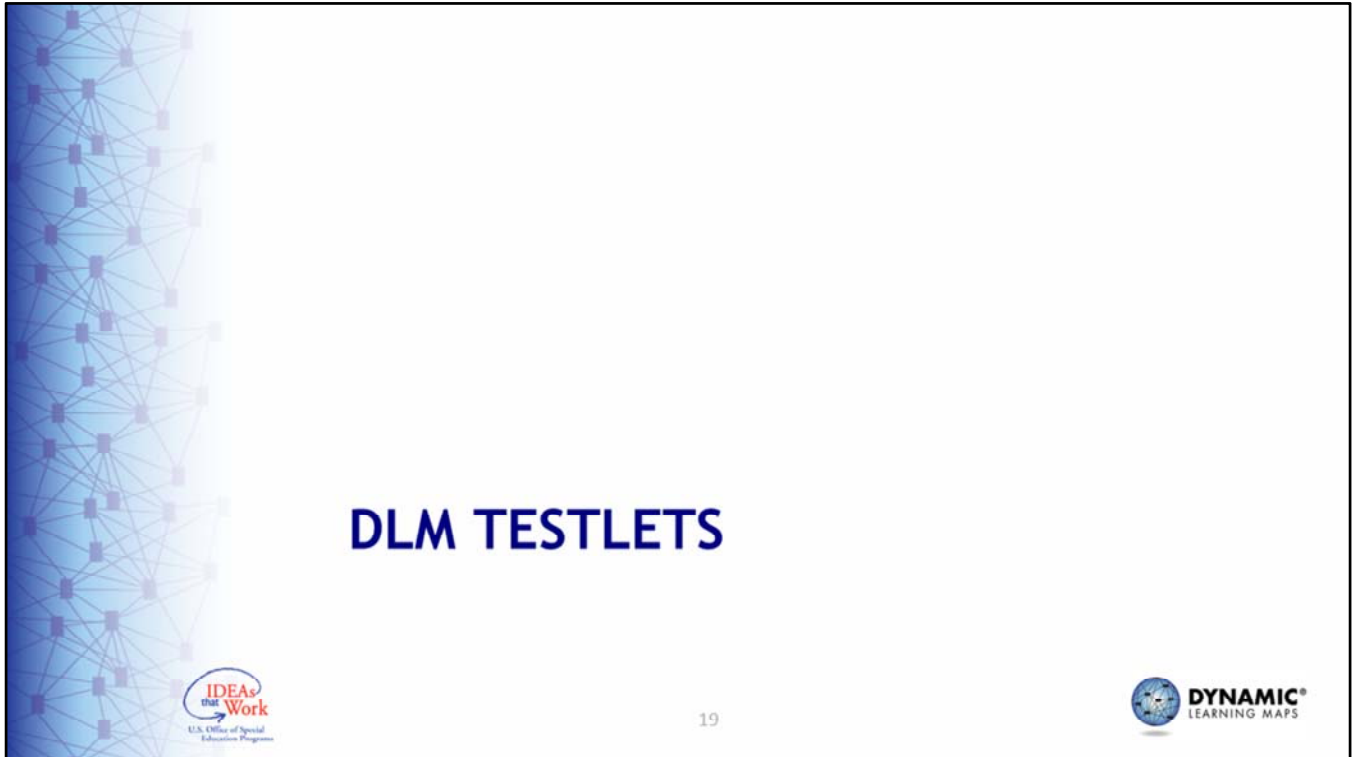 DLM TESTLETS
IDEAs
that Work
U.S. Office of Special
Education Programs
19
DYNAMIC®
LEARNING MAPS